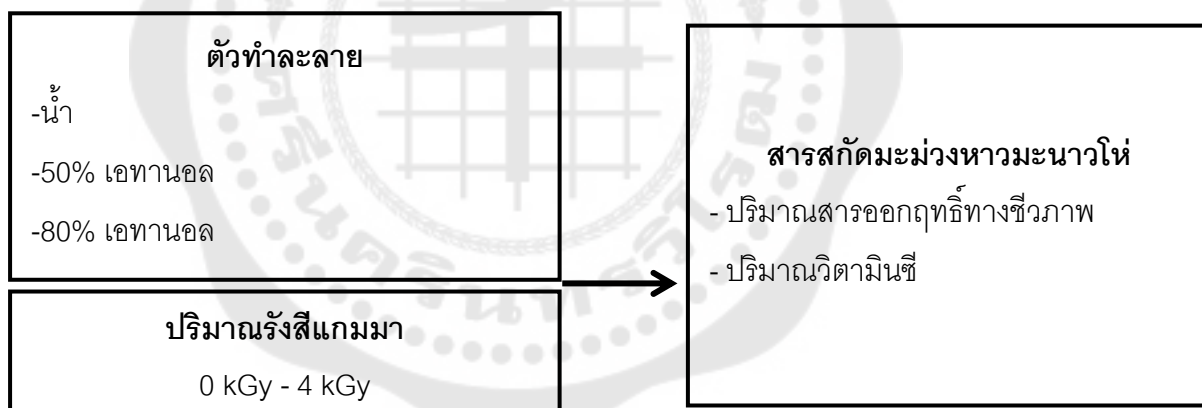 ตัวทำละลาย
-น้ำ
-50% เอทานอล
-80% เอทานอล
ปริมาณรังสีแกมมา
0 kGy - 4 kGy
สารสกัดมะม่วงหาวมะนาวโห่
- ปริมาณสารออกฤทธิ์ทางชีวภาพ
- ปริมาณวิตามินซี